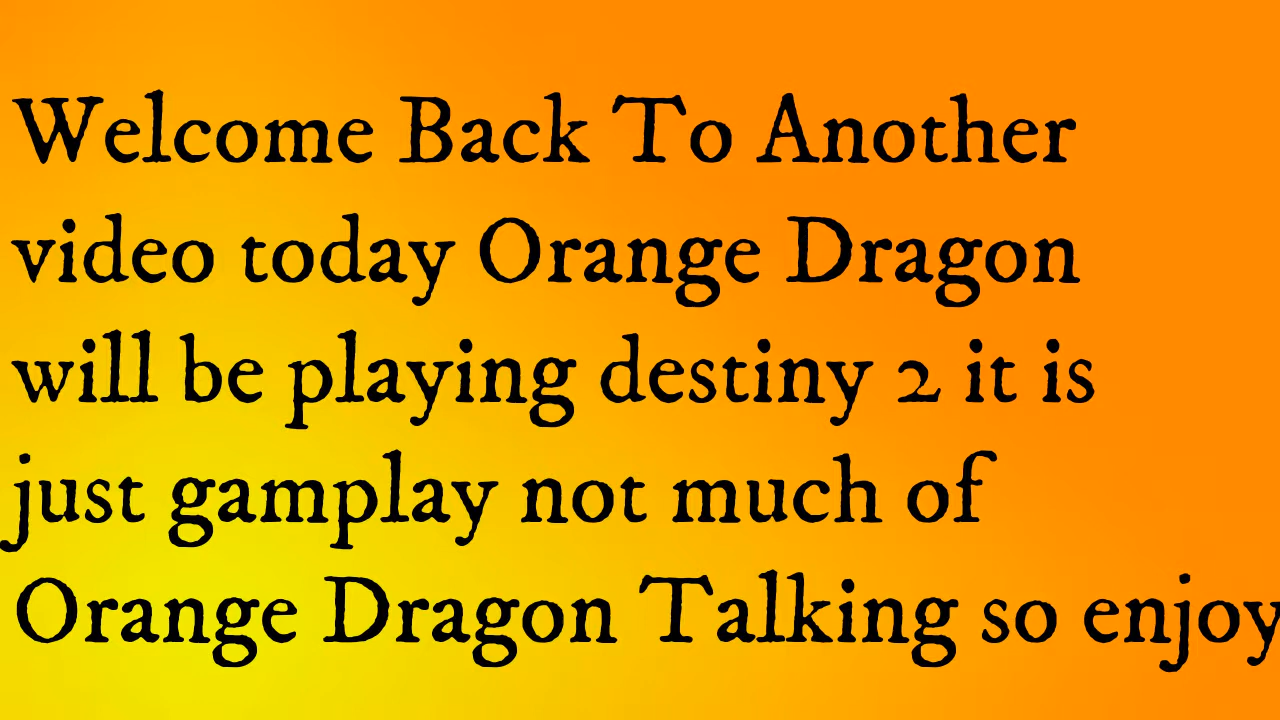 Welcome Back To Another
video today Orange Dragon
will be playing destiny 2 it is
just gamplay not much of
Orange Dragon Talking so enjoy